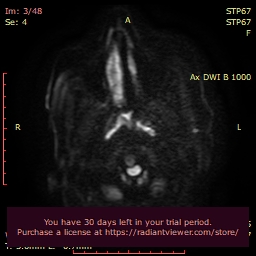 Im: 3/48
Se: 4
A
STP67
STP67
F
Ax DWI B 1000
R
L
You have 30 days left in your trial period.
Purchase a license at https://radiantviewer.com/store/